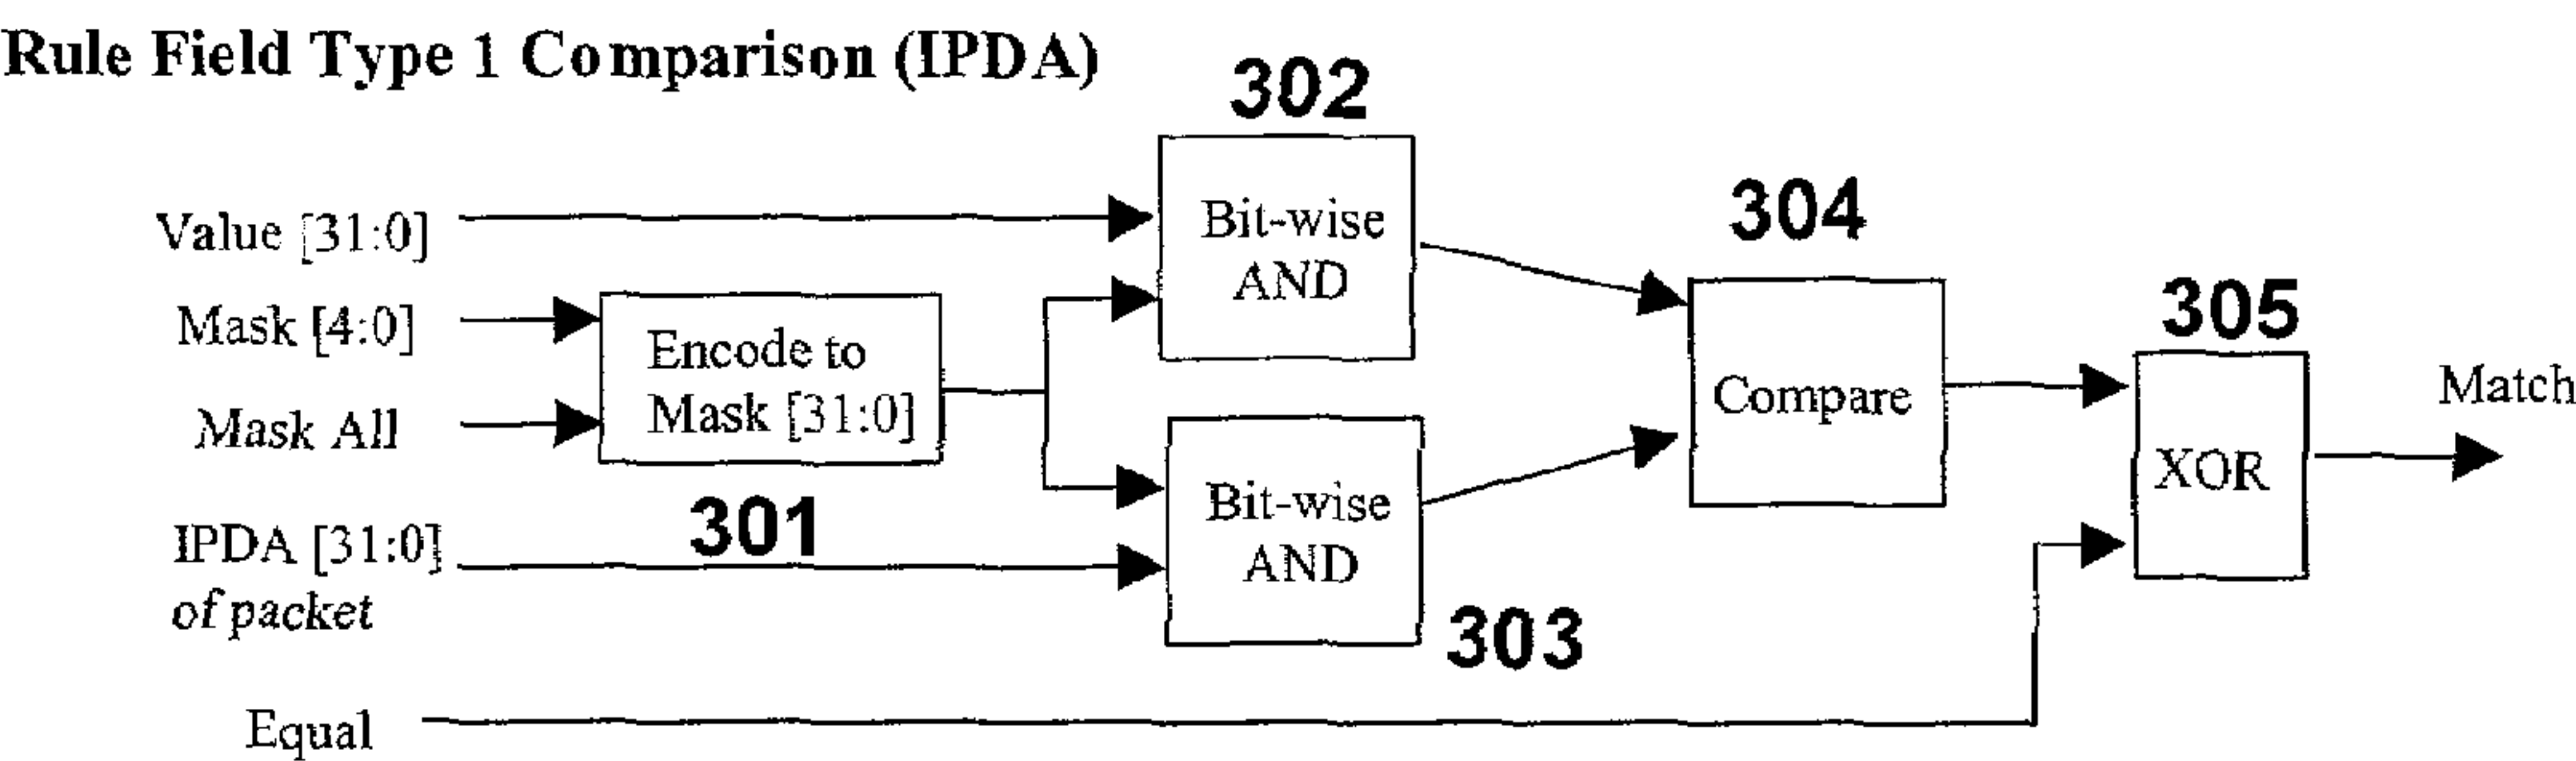 Rule Field Type 1 Comparison (IPDA)
302
Value [31:0]
Bit-wise
AND
304
Mask [4:0]
Encode to
Mask [31:0]
Mask All
305
Compare
Match
XOR
301
IPDA [31:0]
of packet
Bit-wise
AND
303
Equal